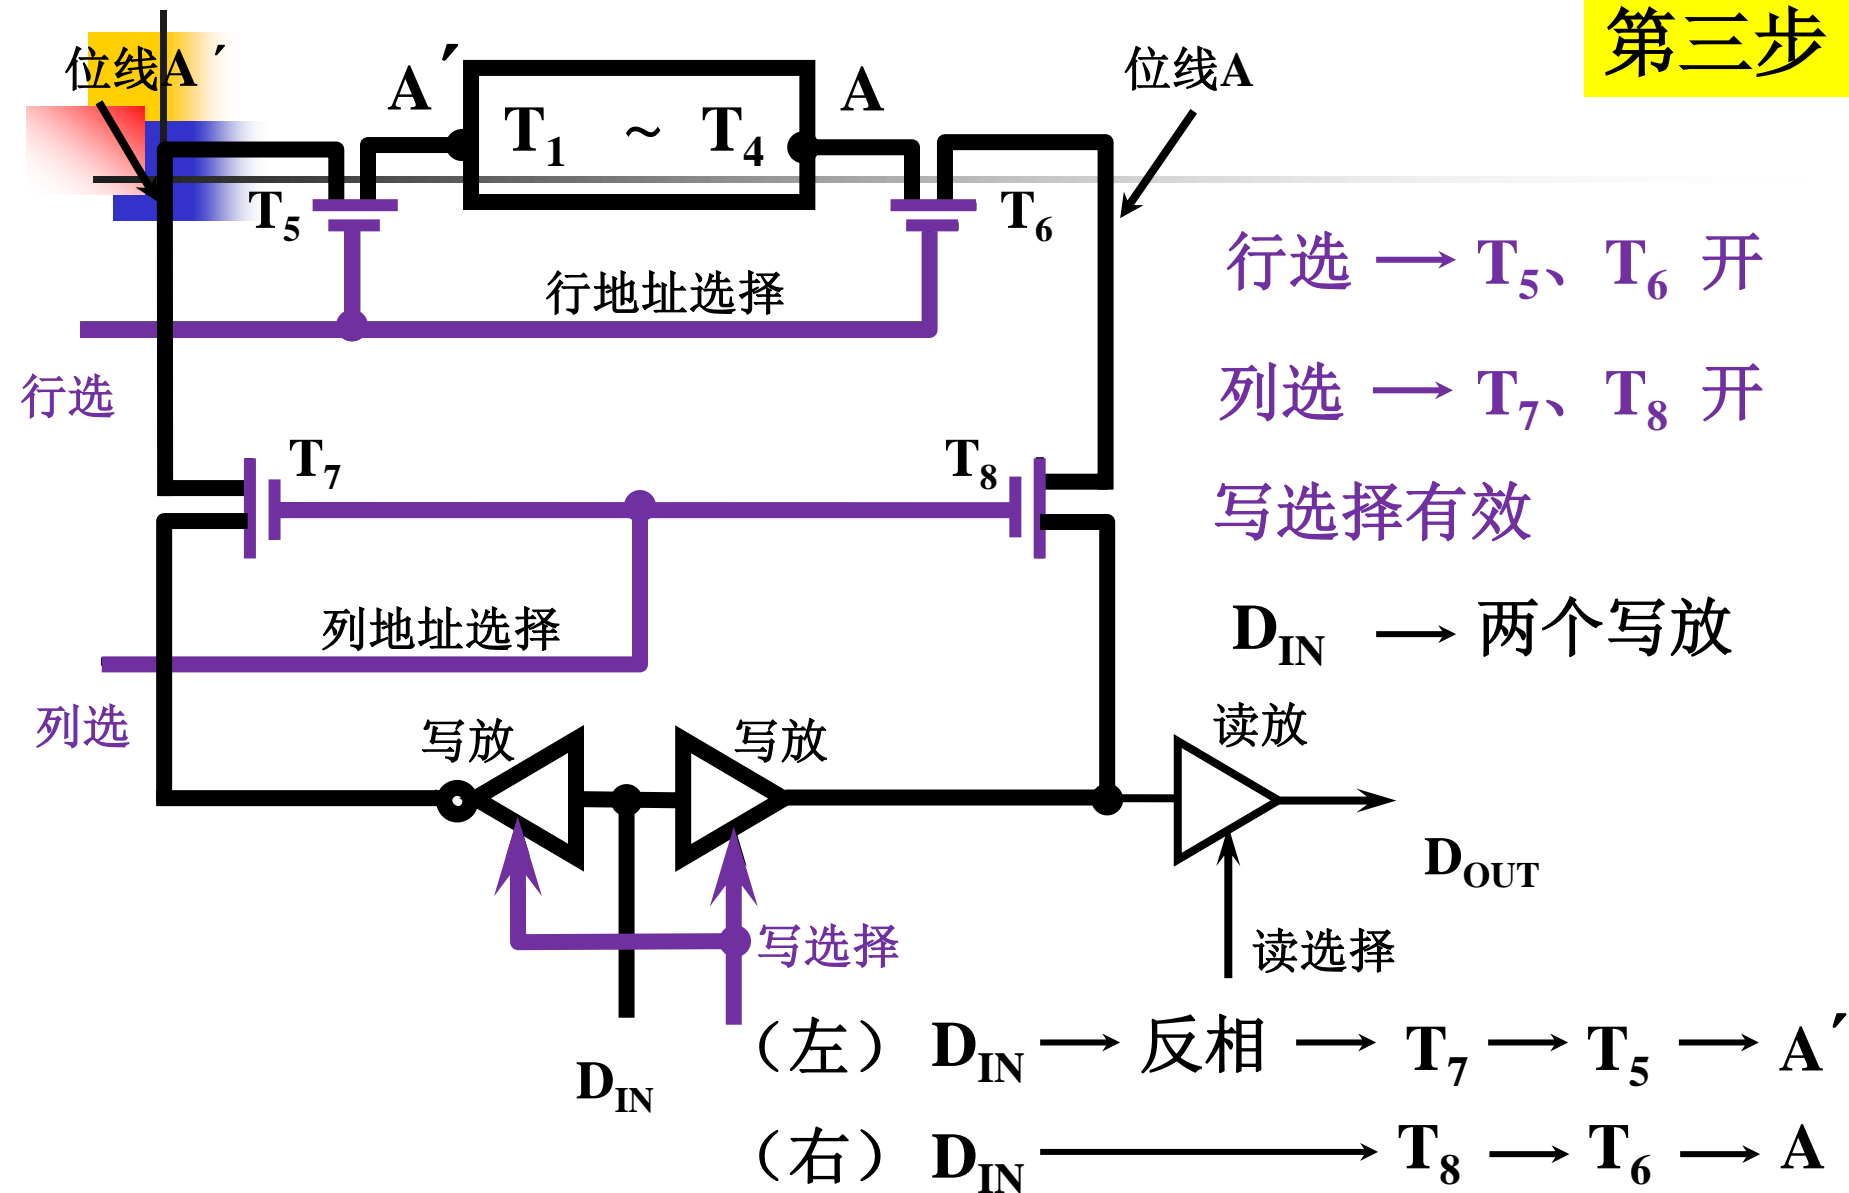 第三步
位线A′
A′
T1 ~ T4
A
位线A
T5
T6
行地址选择
行选 → T5、T6 开
行选
列选 → T7、T8 开
T7
T8
写选择有效
列地址选择
DIN → 两个写放
列选
写放
写放
读放
DOUT
写选择
读选择
DIN
（左） DIN → 反相 → T7 → T5 → A′
（右） DIN → T8 → T6 → A